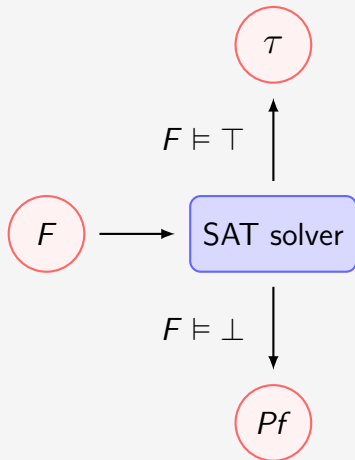 τ
F ⊨ ⊤
F
SAT solver
F ⊨ ⊥
Pf